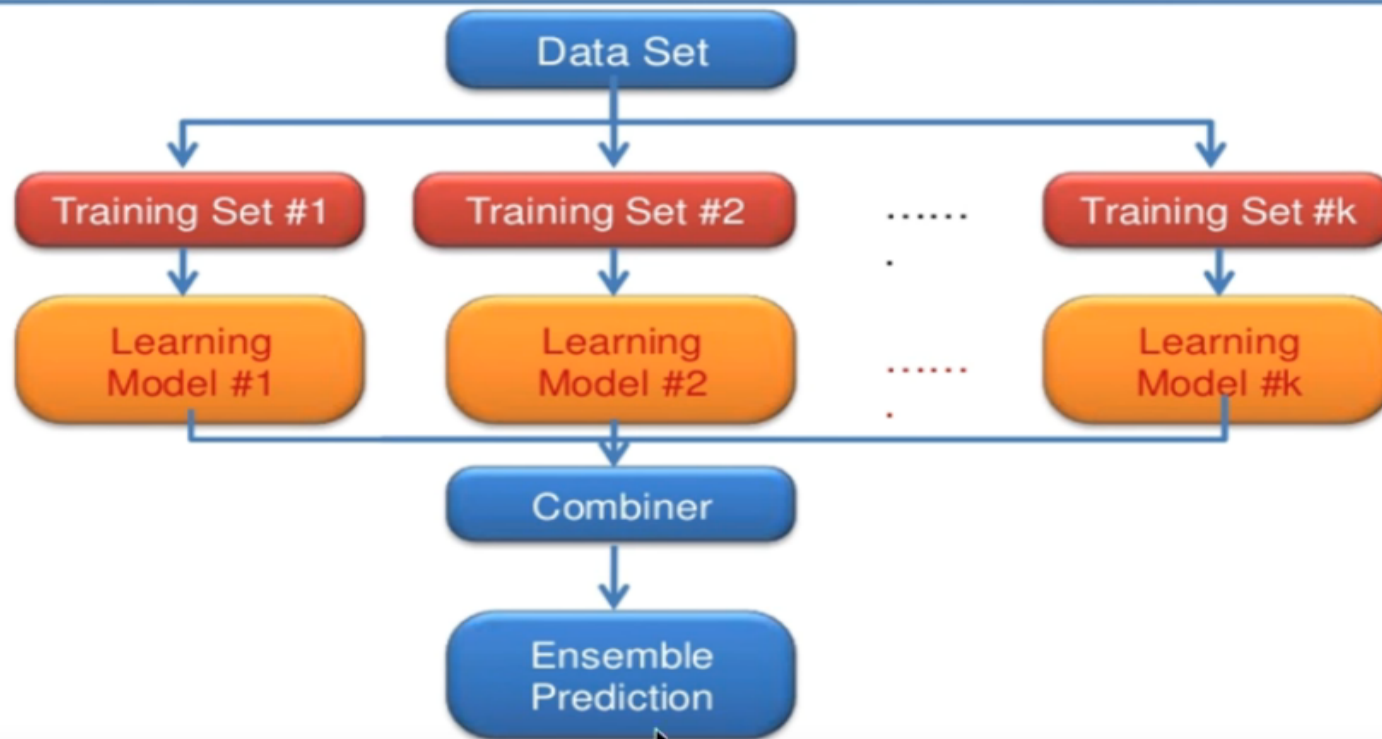 Data Set
Training Set #1
Training Set #2
.......
Training Set #k
Learning
Model #1
Learning
Model #2
.......
Learning
Model #k
Combiner
Ensemble
Prediction